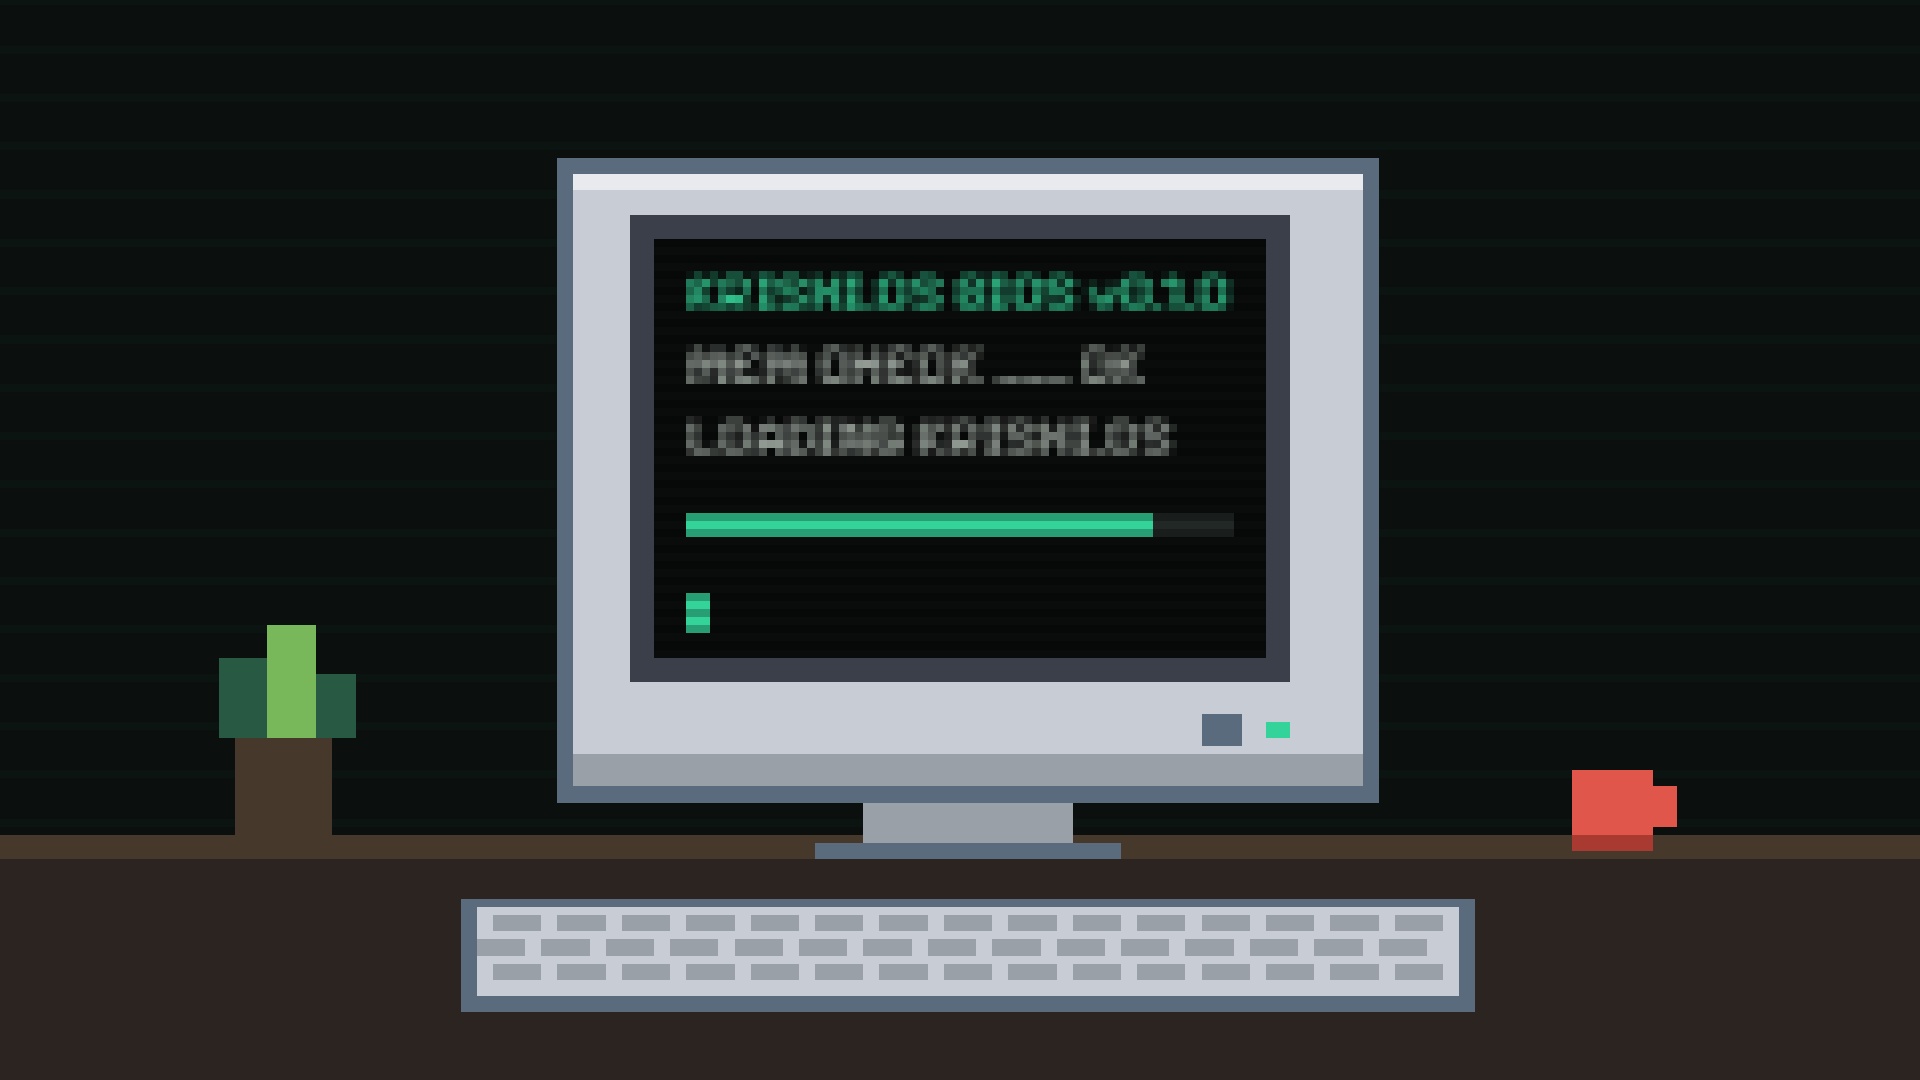 KRISHLOS BIOS v0.1.0
MEM CHECK ..... OK
LOADING KRISHLOS